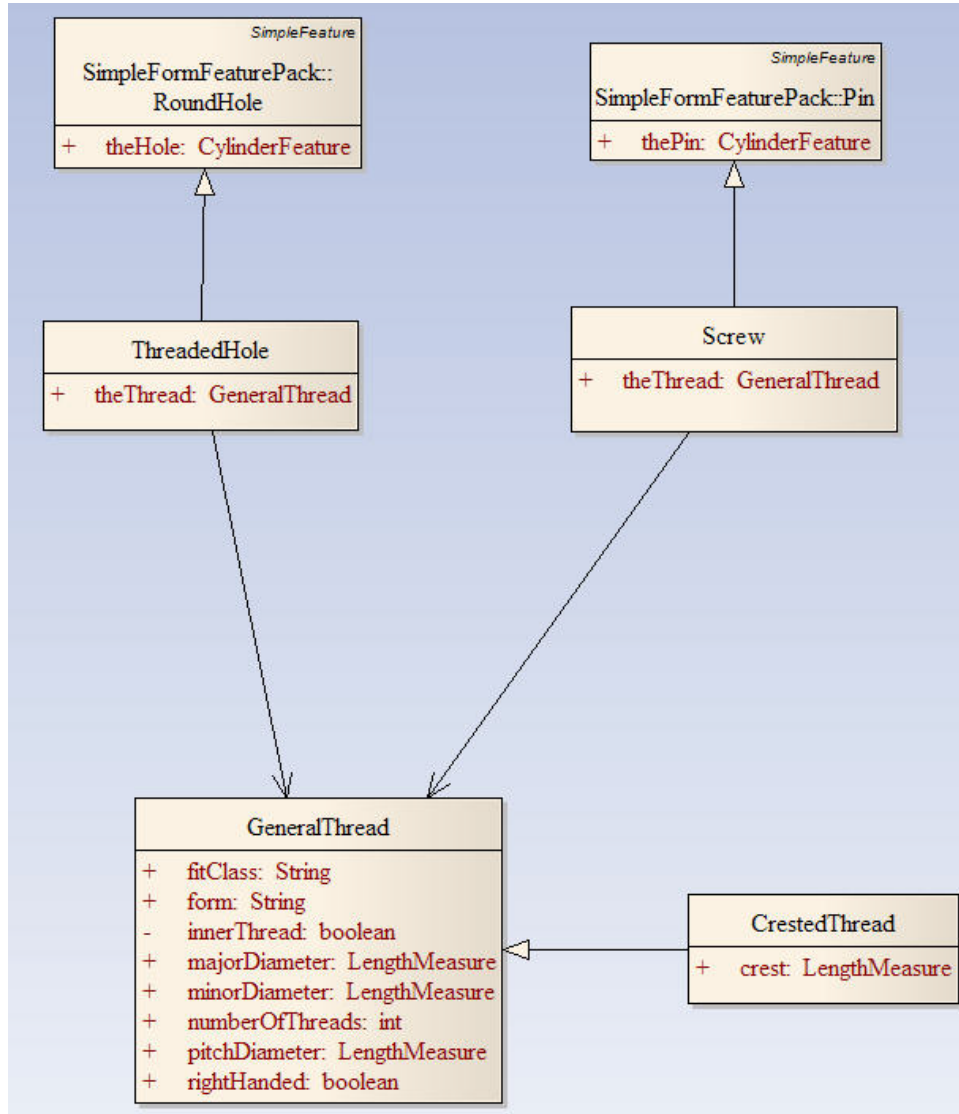 SimpleFeature
SimpleFormFeaturePack::
RoundHole
+ theHole: CylinderFeature
SimpleFeature
SimpleFormFeaturePack::Pin
+ thePin: CylinderFeature
ThreadedHole
+ theThread: GeneralThread
Screw
+ theThread: GeneralThread
GeneralThread
+ fitClass: String
+ form: String
- innerThread: boolean
+ majorDiameter: LengthMeasure
+ minorDiameter: LengthMeasure
+ numberOfThreads: int
+ pitchDiameter: LengthMeasure
+ rightHanded: boolean
CrestedThread
+ crest: LengthMeasure